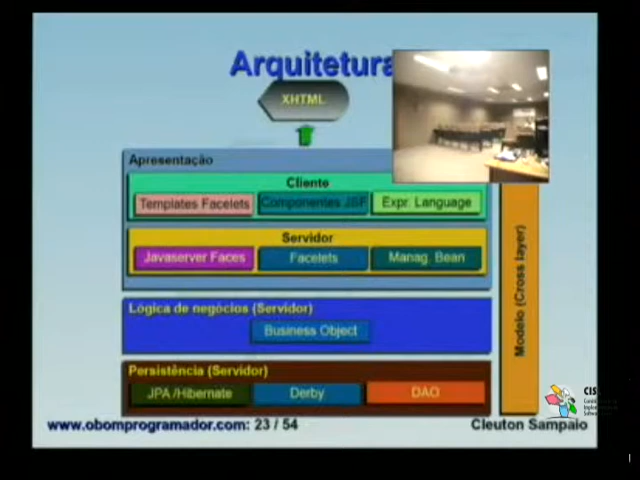 Arquitetura
XHTML
Apresentação
Cliente
Templates Facelets
Componentes JSF
Expr. Language
Servidor
Javaserver Faces
Facelets
Manag. Bean
Lógica de negócios (Servidor)
Business Object
Persistência (Servidor)
JPA /Hibernate
Derby
DAO
Modelo (Cross layer)
CIS
www.obomprogramador.com: 23 / 54
Cleuton Sampaio